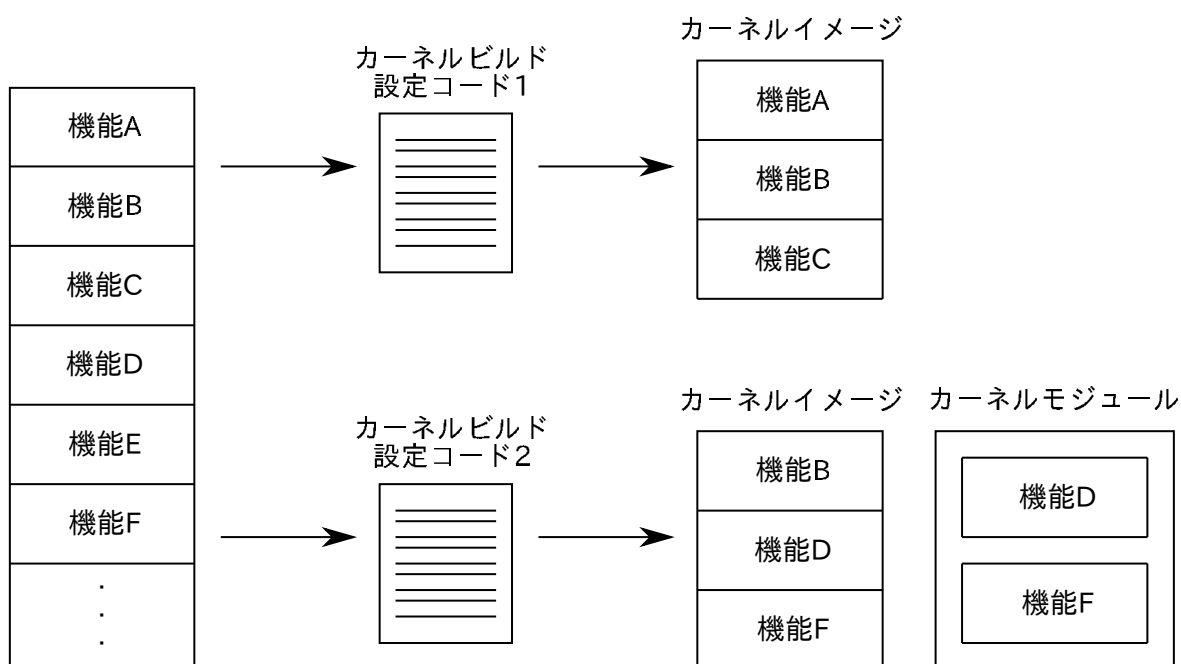 カーネルイメージ
カーネルビルド
設定コード1
機能A
機能B
機能C
機能D
機能E
機能F
.
.
.
機能A
機能B
機能C
カーネルビルド
設定コード2
カーネルイメージ
機能B
機能D
機能F
カーネルモジュール
機能D
機能F